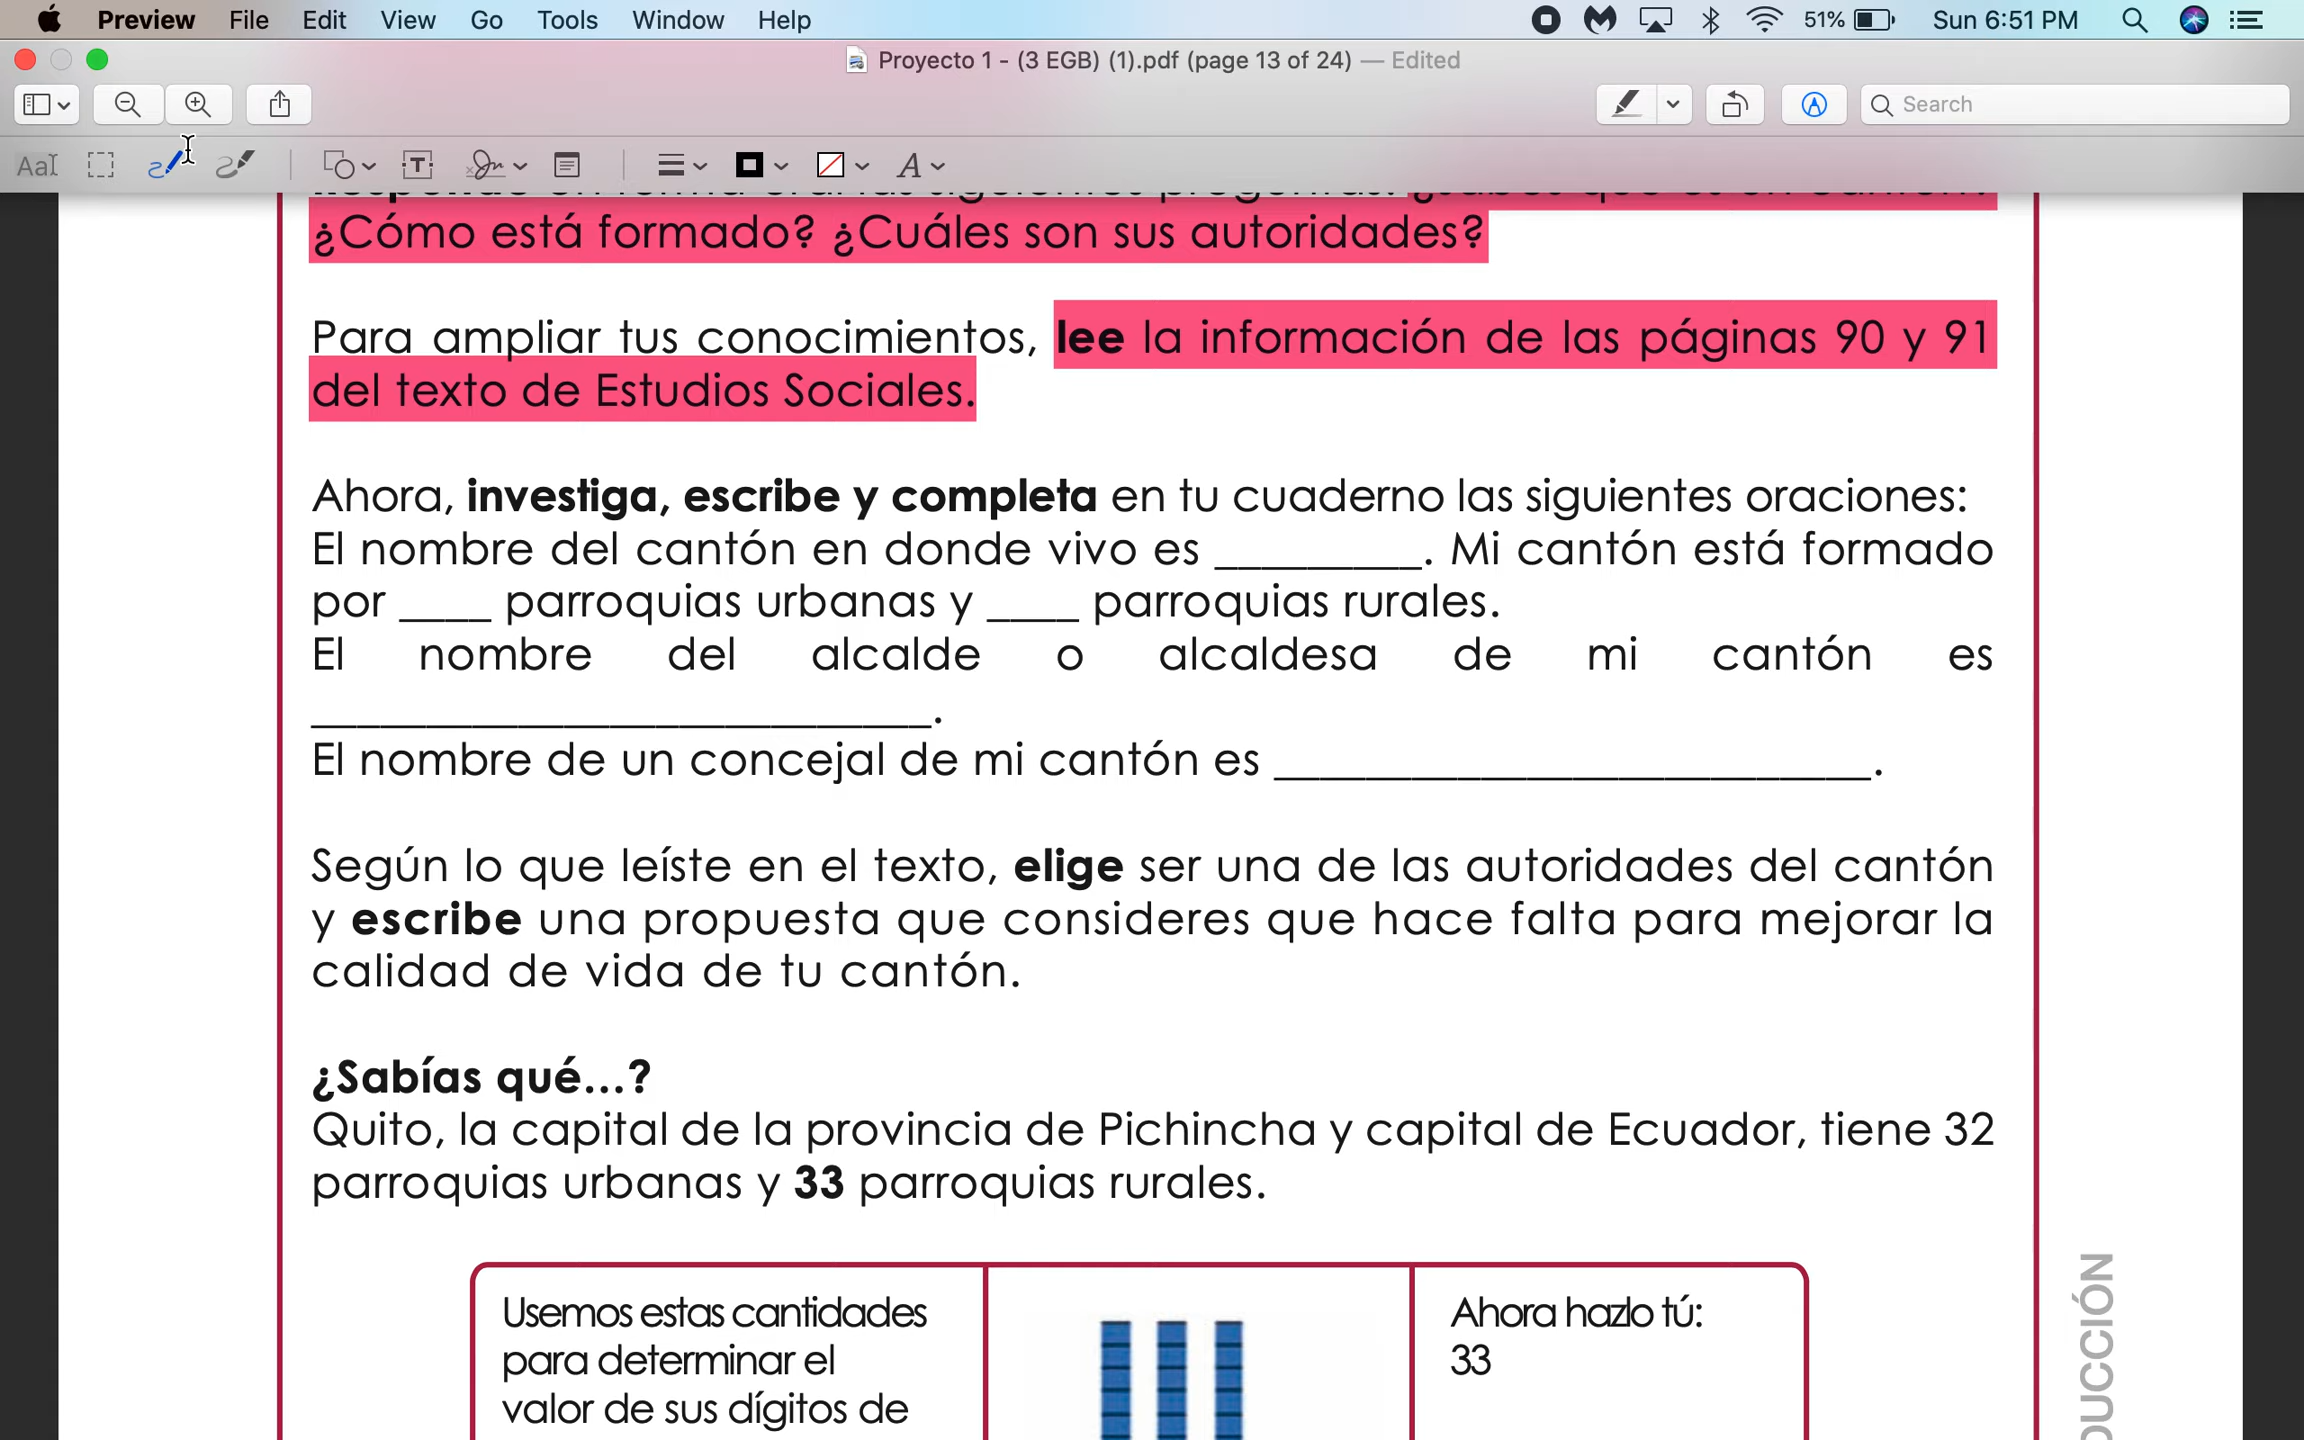 Preview File Edit View Go Tools Window Help 51% Sun 6:51 PM
Proyecto 1 - (3 EGB) (1).pdf (page 13 of 24) — Edited
Search
AaI T A
¿Cómo está formado? ¿Cuáles son sus autoridades?
Para ampliar tus conocimientos, lee la información de las páginas 90 y 91
del texto de Estudios Sociales.
Ahora, investiga, escribe y completa en tu cuaderno las siguientes oraciones:
El nombre del cantón en donde vivo es _________. Mi cantón está formado
por ____ parroquias urbanas y ____ parroquias rurales.
El nombre del alcalde o alcaldesa de mi cantón es
___________________________.
El nombre de un concejal de mi cantón es __________________________.
Según lo que leíste en el texto, elige ser una de las autoridades del cantón
y escribe una propuesta que consideres que hace falta para mejorar la
calidad de vida de tu cantón.
¿Sabías qué...?
Quito, la capital de la provincia de Pichincha y capital de Ecuador, tiene 32
parroquias urbanas y 33 parroquias rurales.
Usemos estas cantidades
para determinar el
valor de sus dígitos de
Ahora hazlo tú:
33